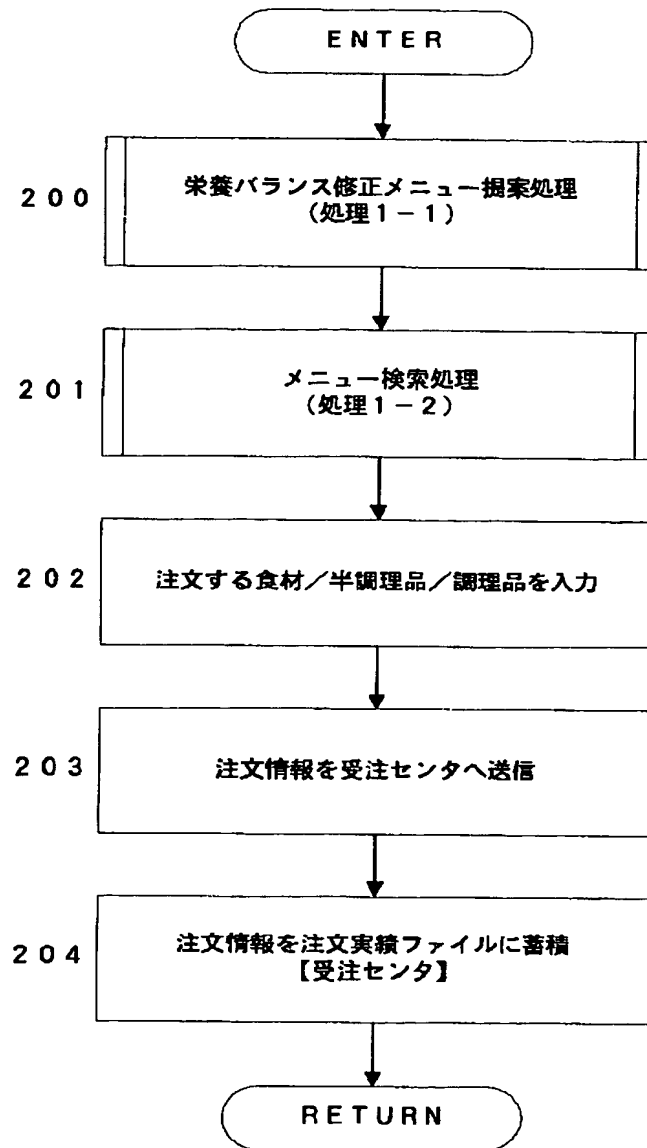 ENTER
200
栄養バランス修正メニュー提案処理
(処理1-1)
201
メニュー検索処理
(処理1-2)
202
注文する食材/半調理品/調理品を入力
203
注文情報を受注センタへ送信
204
注文情報を注文実績ファイルに蓄積
【受注センタ】
RETURN